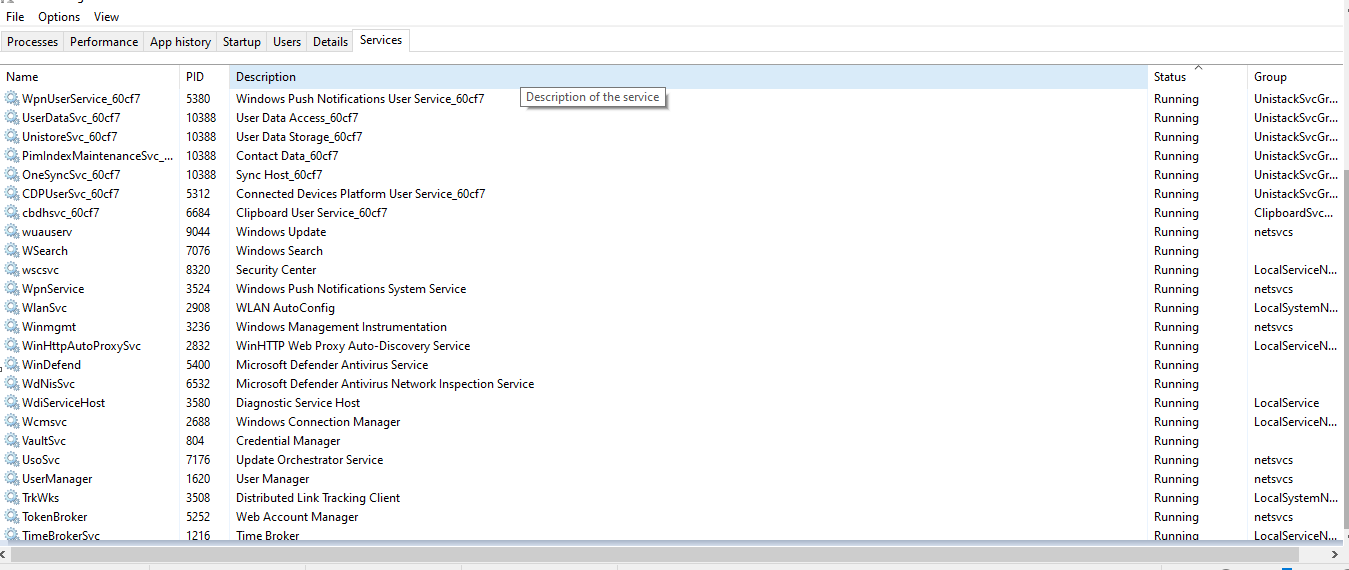 File Options View
Processes Performance App history Startup Users Details Services
Name PID Description Status Group
WpnUserService_60cf7 5380 Windows Push Notifications User Service_60cf7 Running UnistackSvcGr...
Description of the service
UserDataSvc_60cf7 10388 User Data Access_60cf7 Running UnistackSvcGr...
UnistoreSvc_60cf7 10388 User Data Storage_60cf7 Running UnistackSvcGr...
PimIndexMaintenanceSvc_... 10388 Contact Data_60cf7 Running UnistackSvcGr...
OneSyncSvc_60cf7 10388 Sync Host_60cf7 Running UnistackSvcGr...
CDPUserSvc_60cf7 5312 Connected Devices Platform User Service_60cf7 Running UnistackSvcGr...
cbdhsvc_60cf7 6684 Clipboard User Service_60cf7 Running ClipboardSvc...
wuauserv 9044 Windows Update Running netsvcs
WSearch 7076 Windows Search Running
wscsvc 8320 Security Center Running LocalServiceN...
WpnService 3524 Windows Push Notifications System Service Running netsvcs
WlanSvc 2908 WLAN AutoConfig Running LocalSystemN...
Winmgmt 3236 Windows Management Instrumentation Running netsvcs
WinHttpAutoProxySvc 2832 WinHTTP Web Proxy Auto-Discovery Service Running LocalServiceN...
WinDefend 5400 Microsoft Defender Antivirus Service Running
WdNisSvc 6532 Microsoft Defender Antivirus Network Inspection Service Running
WdiServiceHost 3580 Diagnostic Service Host Running LocalService
Wcmsvc 2688 Windows Connection Manager Running LocalServiceN...
VaultSvc 804 Credential Manager Running
UsoSvc 7176 Update Orchestrator Service Running netsvcs
UserManager 1620 User Manager Running netsvcs
TrkWks 3508 Distributed Link Tracking Client Running LocalSystemN...
TokenBroker 5252 Web Account Manager Running netsvcs
TimeBrokerSvc 1216 Time Broker Running LocalServiceN...